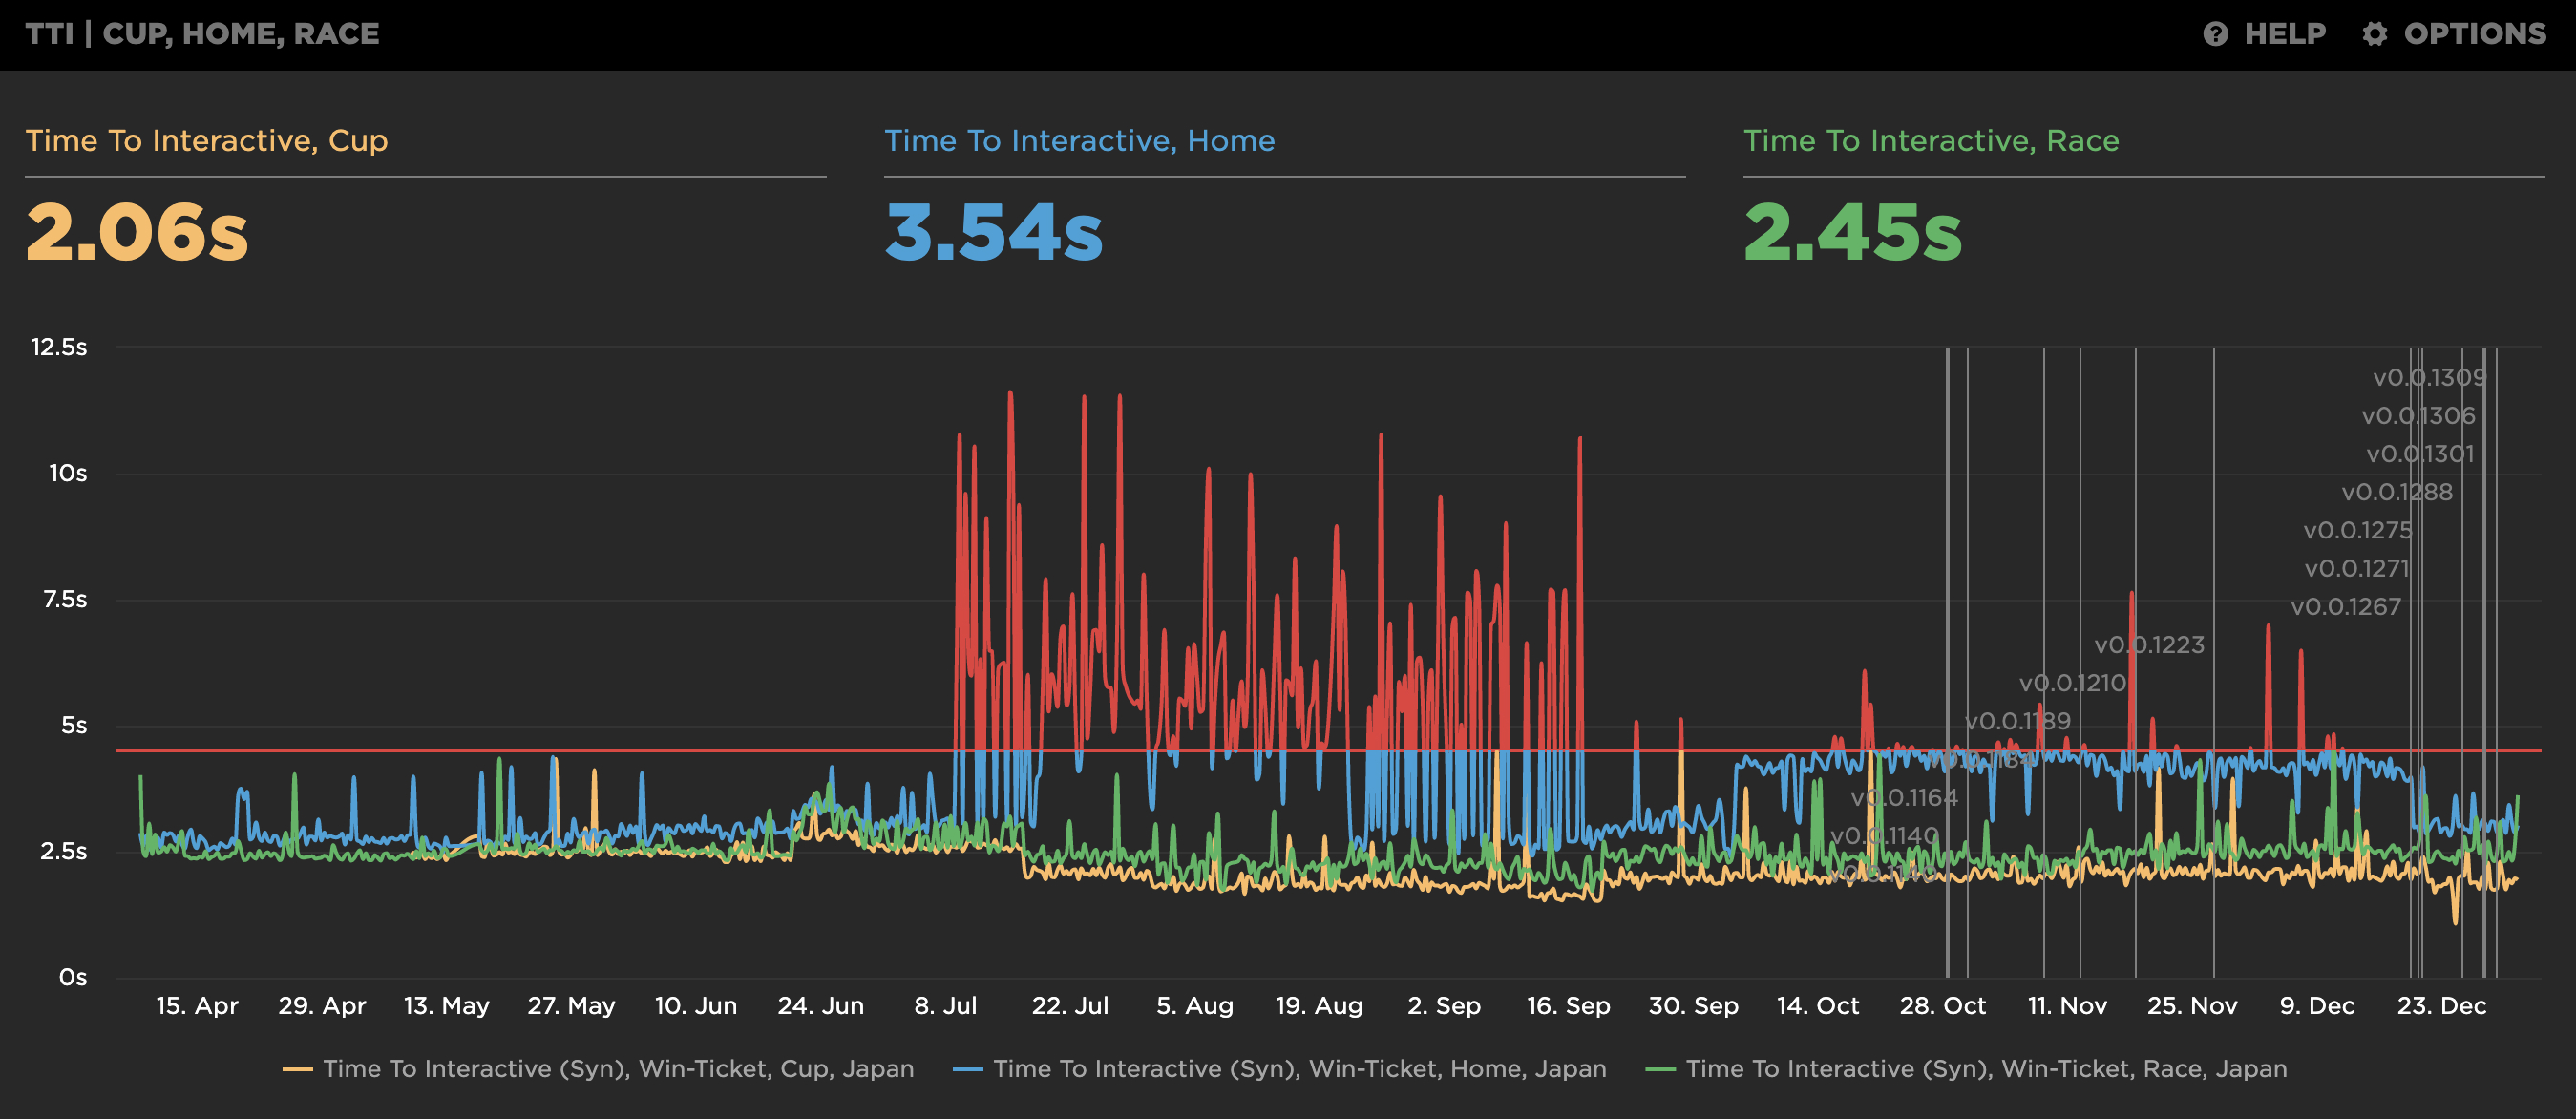 TTI | CUP, HOME, RACE
HELP
OPTIONS
Time To Interactive, Cup
2.06s
Time To Interactive, Home
3.54s
Time To Interactive, Race
2.45s
12.5s
10s
7.5s
5s
2.5s
0s
v0.0.1309
v0.0.1306
v0.0.1301
v0.0.1288
v0.0.1275
v0.0.1271
v0.0.1267
v0.0.1223
v0.0.1210
v0.0.1189
v0.0.1184
v0.0.1164
v0.0.1140
v0.0.1140
15. Apr
29. Apr
13. May
27. May
10. Jun
24. Jun
8. Jul
22. Jul
5. Aug
19. Aug
2. Sep
16. Sep
30. Sep
14. Oct
28. Oct
11. Nov
25. Nov
9. Dec
23. Dec
Time To Interactive (Syn), Win-Ticket, Cup, Japan
Time To Interactive (Syn), Win-Ticket, Home, Japan
Time To Interactive (Syn), Win-Ticket, Race, Japan